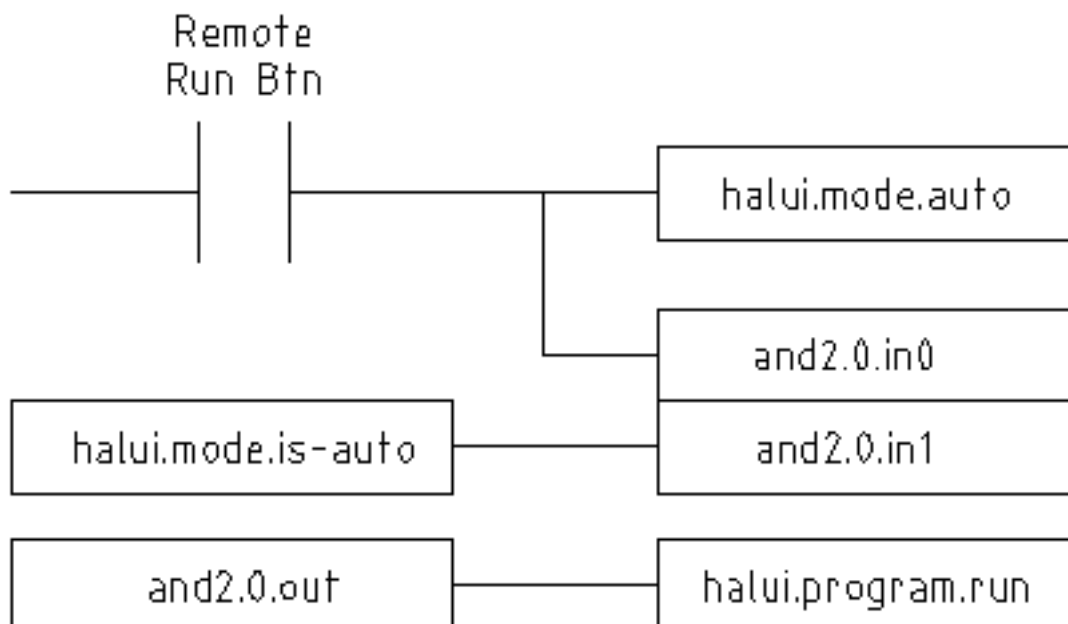 Remote
Run Btn
halui.mode.auto
and2.0.in0
halui.mode.is-auto
and2.0.in1
and2.0.out
halui.program.run